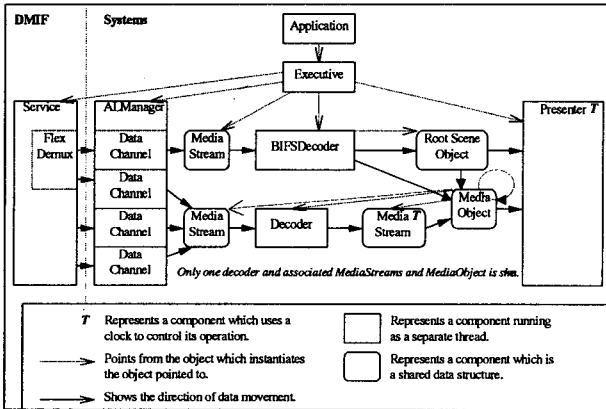 DMIF Systems
Application
Executive
Service
ALManager
Presenter T
Flex
Demux
Data
Channel
Media
Stream
BIFSDecoder
Root Scene
Object
Data
Channel
Media
Object
Data
Channel
Media
Stream
Decoder
Media T
Stream
Data
Channel
Only one decoder and associated MediaStreams and MediaObject is
T Represents a component which uses a
clock to control its operation.
Represents a component running
as a separate thread.
Points from the object which instantiates
the object pointed to.
Represents a component which is
a shared data structure.
Shows the direction of data movement.